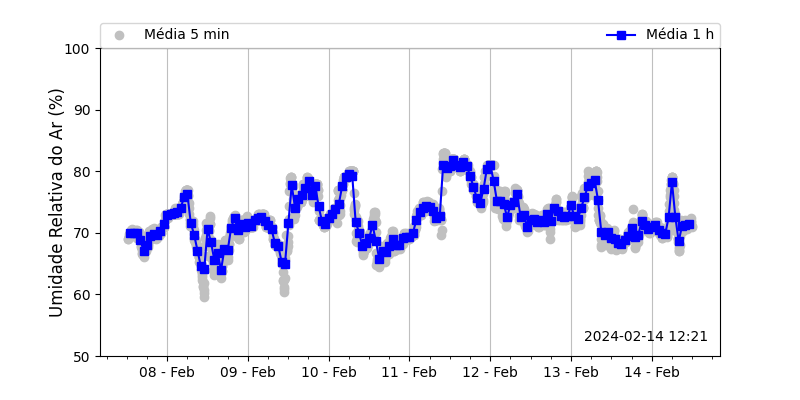 Média 5 min Média 1 h
100
90
80
70
60
50
Umidade Relativa do Ar (%)
2024-02-14 12:21
08 - Feb 09 - Feb 10 - Feb 11 - Feb 12 - Feb 13 - Feb 14 - Feb